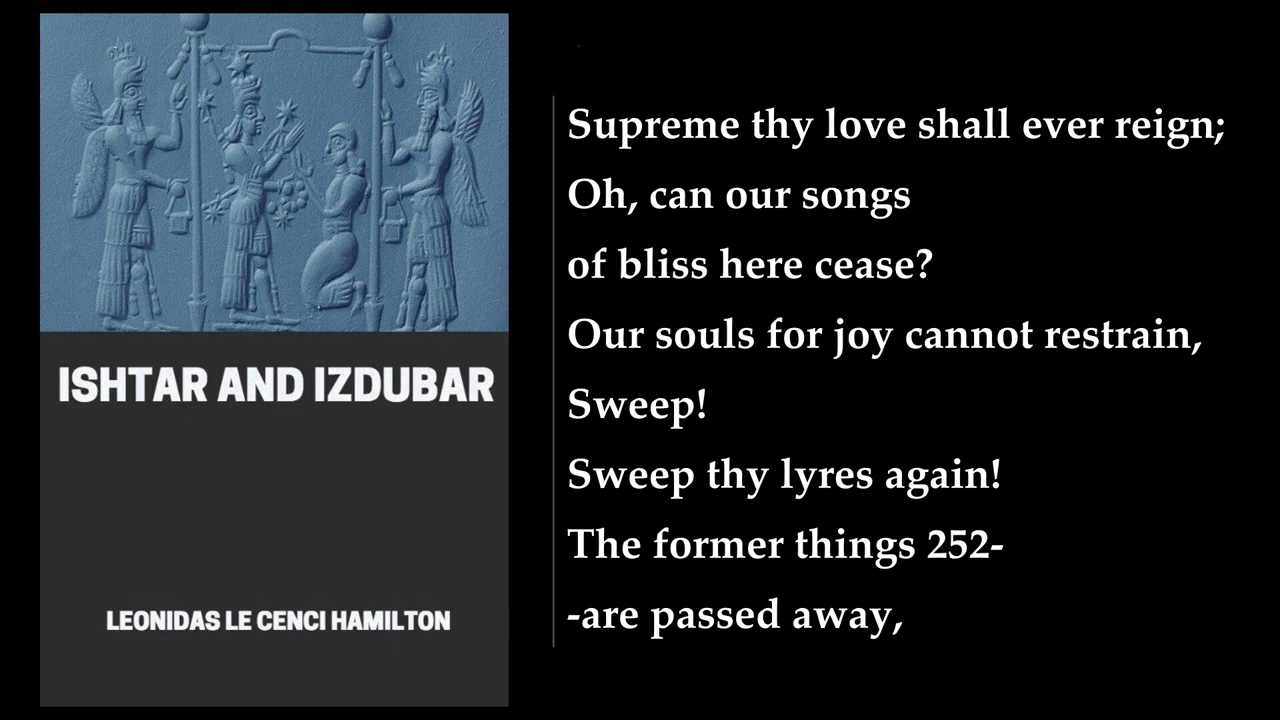 ISHTAR AND IZDUBAR
LEONIDAS LE CENCI HAMILTON
Supreme thy love shall ever reign;
Oh, can our songs
of bliss here cease?
Our souls for joy cannot restrain,
Sweep!
Sweep thy lyres again!
The former things 252-
-are passed away,